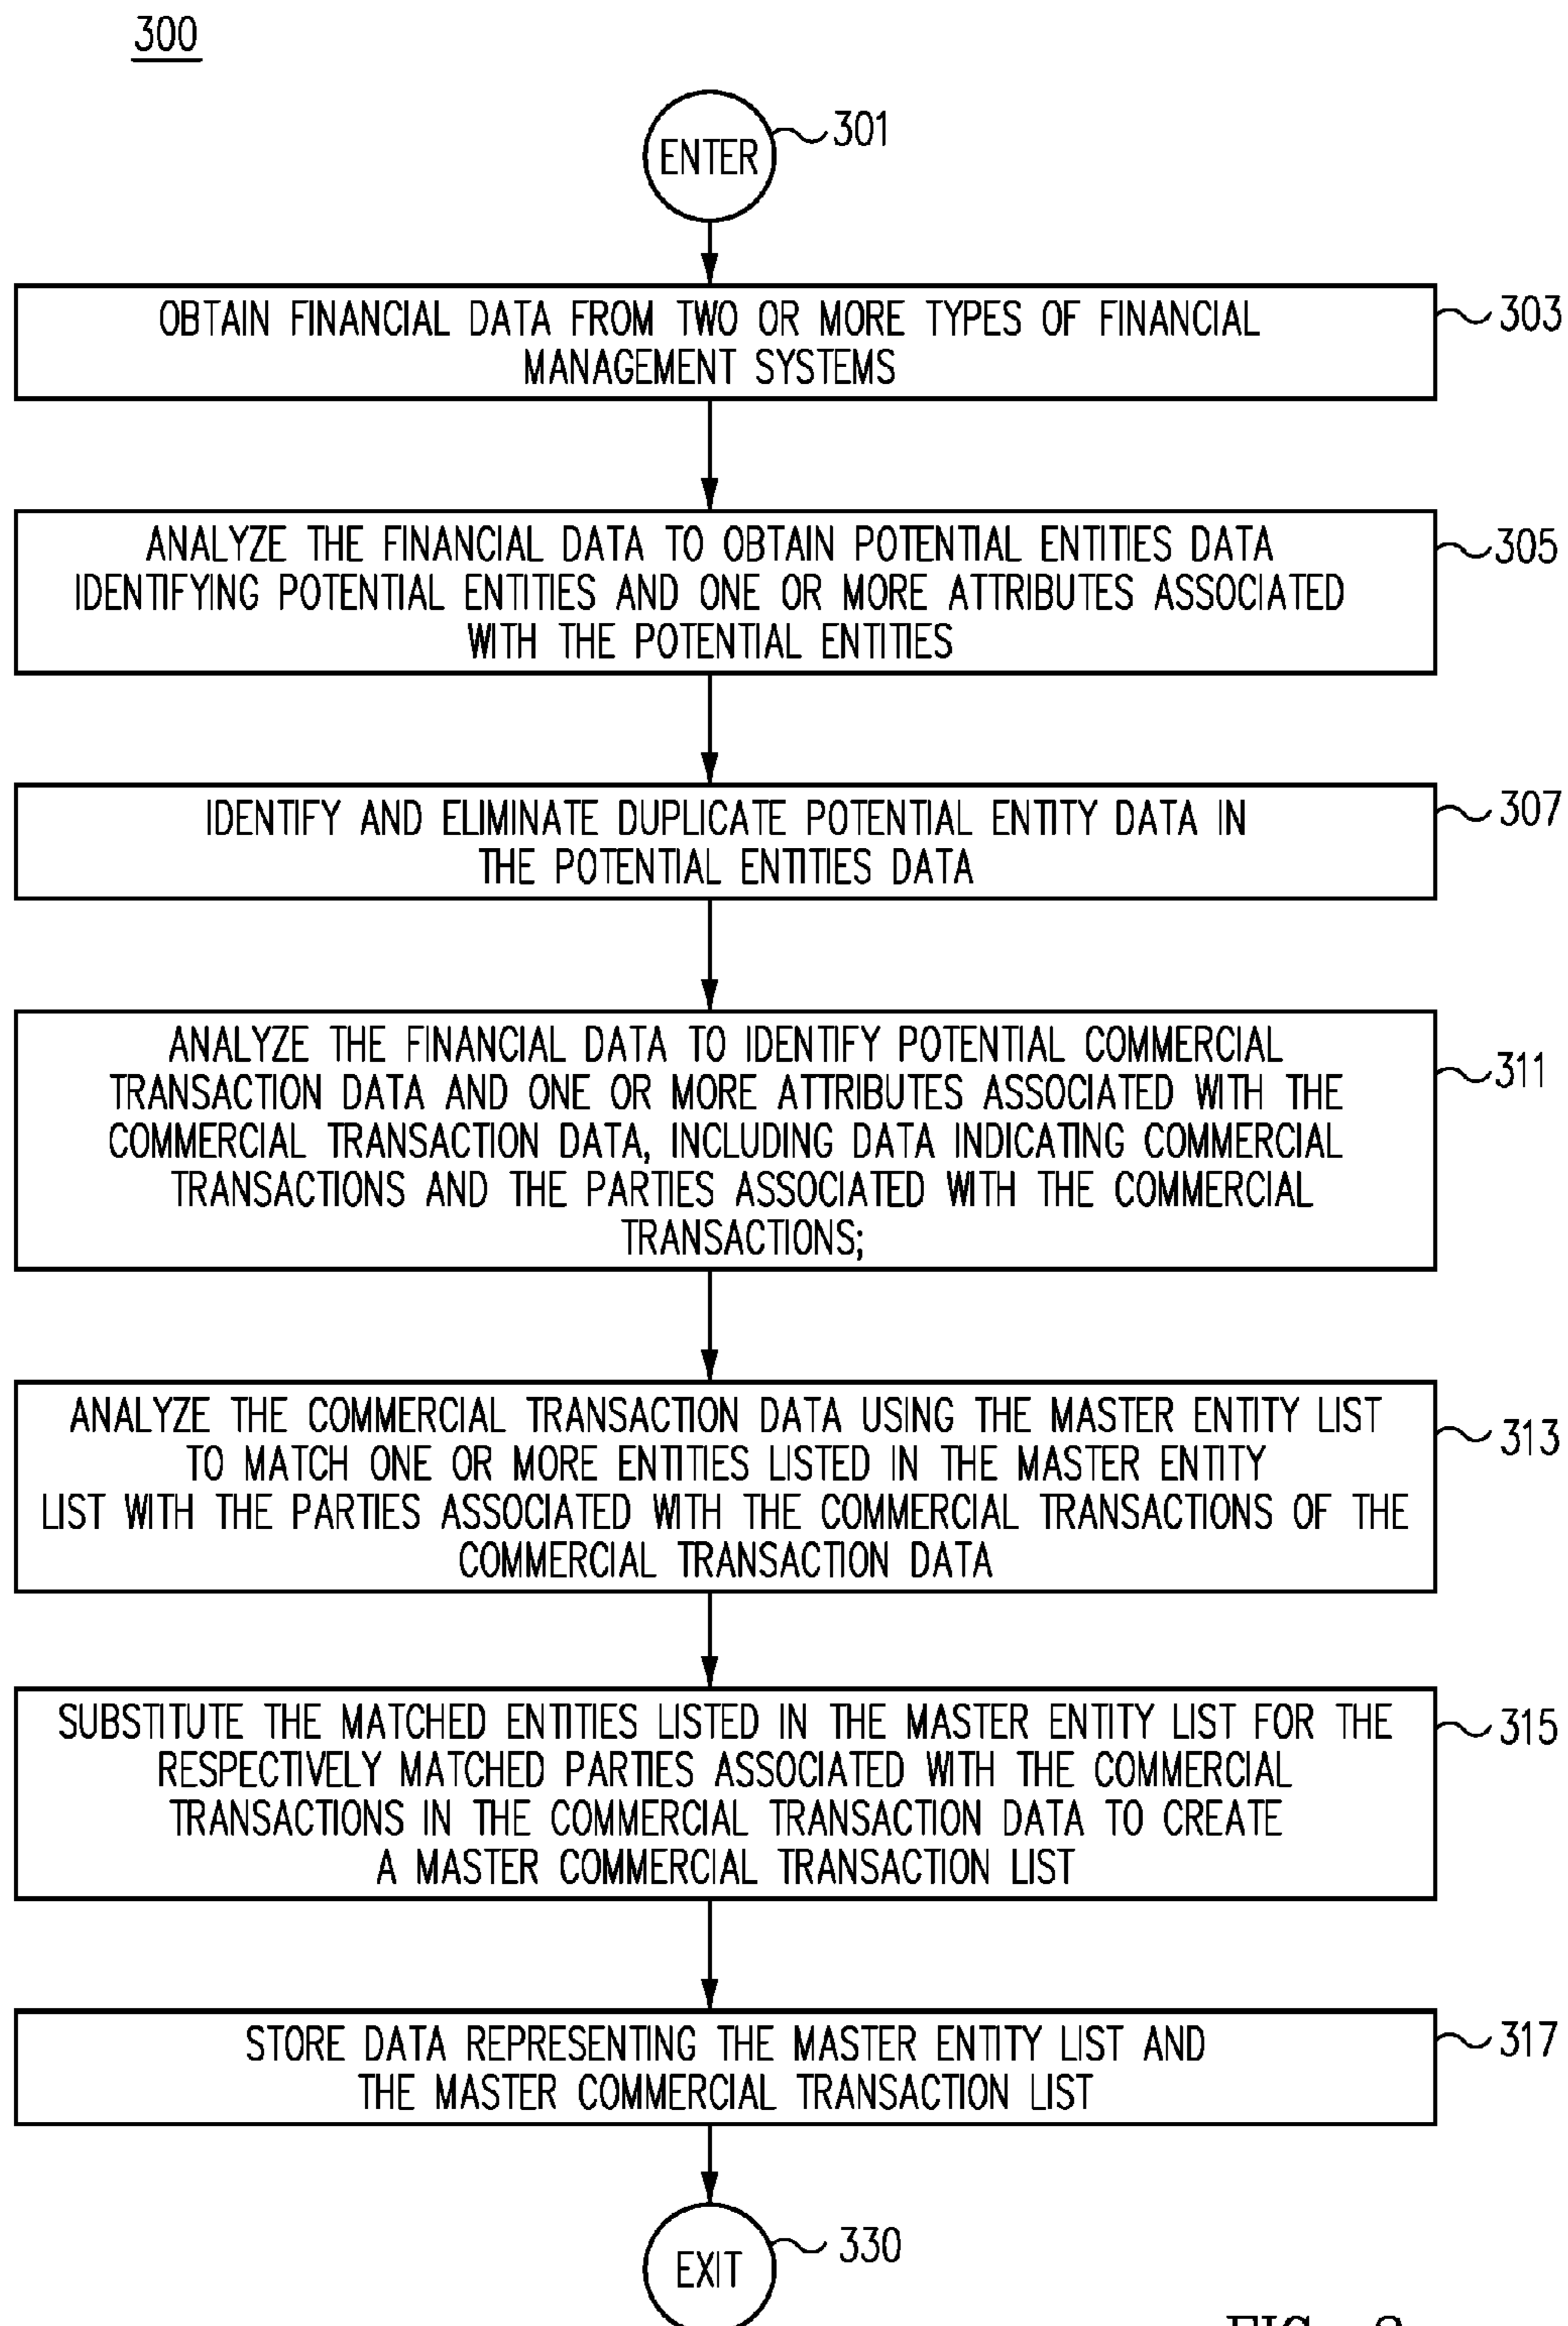 300
ENTER
301
OBTAIN FINANCIAL DATA FROM TWO OR MORE TYPES OF FINANCIAL
MANAGEMENT SYSTEMS
303
ANALYZE THE FINANCIAL DATA TO OBTAIN POTENTIAL ENTITIES DATA
IDENTIFYING POTENTIAL ENTITIES AND ONE OR MORE ATTRIBUTES ASSOCIATED
WITH THE POTENTIAL ENTITIES
305
IDENTIFY AND ELIMINATE DUPLICATE POTENTIAL ENTITY DATA IN
THE POTENTIAL ENTITIES DATA
307
ANALYZE THE FINANCIAL DATA TO IDENTIFY POTENTIAL COMMERCIAL
TRANSACTION DATA AND ONE OR MORE ATTRIBUTES ASSOCIATED WITH THE
COMMERCIAL TRANSACTION DATA, INCLUDING DATA INDICATING COMMERCIAL
TRANSACTIONS AND THE PARTIES ASSOCIATED WITH THE COMMERCIAL
TRANSACTIONS;
311
ANALYZE THE COMMERCIAL TRANSACTION DATA USING THE MASTER ENTITY LIST
TO MATCH ONE OR MORE ENTITIES LISTED IN THE MASTER ENTITY
LIST WITH THE PARTIES ASSOCIATED WITH THE COMMERCIAL TRANSACTIONS OF THE
COMMERCIAL TRANSACTION DATA
313
SUBSTITUTE THE MATCHED ENTITIES LISTED IN THE MASTER ENTITY LIST FOR THE
RESPECTIVELY MATCHED PARTIES ASSOCIATED WITH THE COMMERCIAL
TRANSACTIONS IN THE COMMERCIAL TRANSACTION DATA TO CREATE
A MASTER COMMERCIAL TRANSACTION LIST
315
STORE DATA REPRESENTING THE MASTER ENTITY LIST AND
THE MASTER COMMERCIAL TRANSACTION LIST
317
EXIT
330